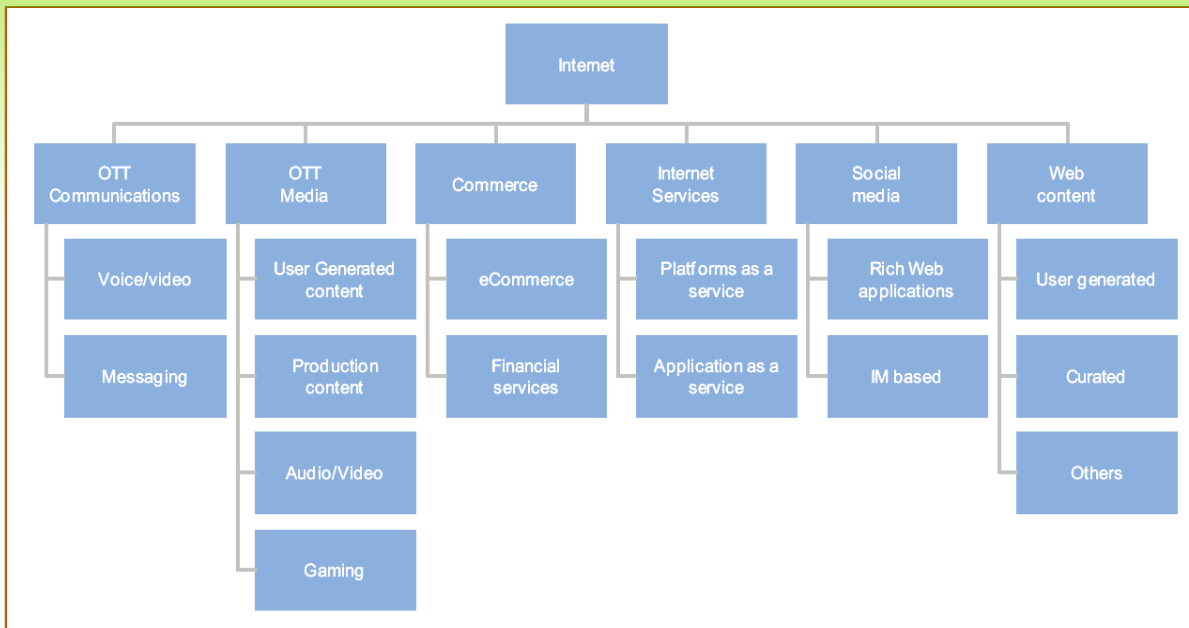 Internet
OTT
Communications
OTT
Media
Commerce
Internet
Services
Social
media
Web
content
Voice/video
User Generated
content
eCommerce
Platforms as a
service
Rich Web
applications
User generated
Messaging
Production
content
Financial
services
Application as a
service
IM based
Curated
Audio/Video
Others
Gaming